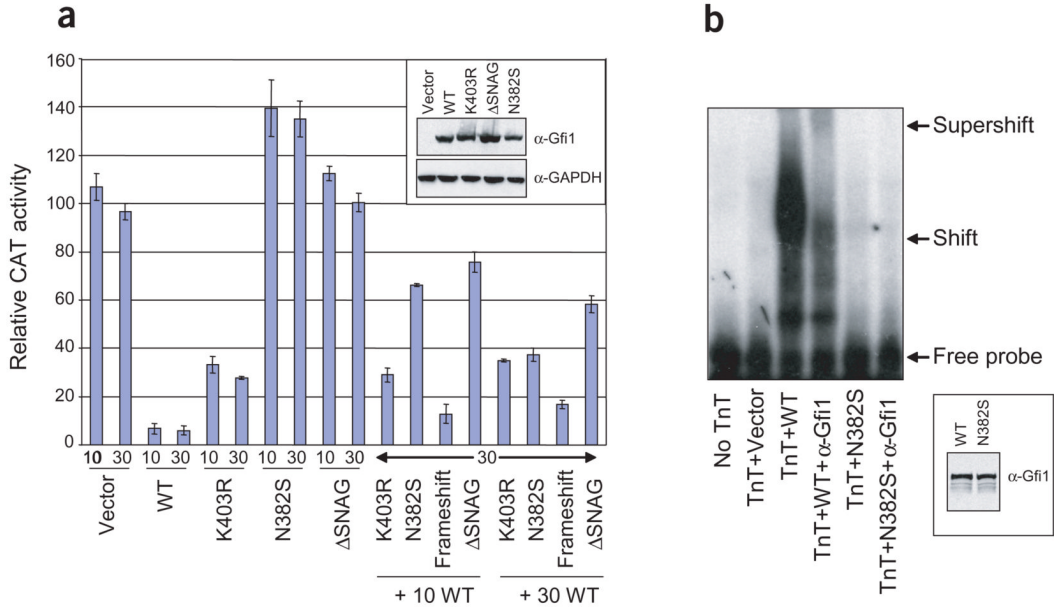 a
160
140
120
100
80
60
40
20
0
Relative CAT activity
Vector
WT
K403R
ΔSNAG
N382S
α-Gfi1
α-GAPDH
10 30 10 30 10 30 10 30 10 30 30
Vector
WT
K403R
N382S
ΔSNAG
K403R
N382S
Frameshift
ΔSNAG
K403R
N382S
Frameshift
ΔSNAG
+ 10 WT
+ 30 WT
b
Supershift
Shift
Free probe
No TnT
TnT+Vector
TnT+WT
TnT+WT+α-Gfi1
TnT+N382S
TnT+N382S+α-Gfi1
WT
N382S
α-Gfi1